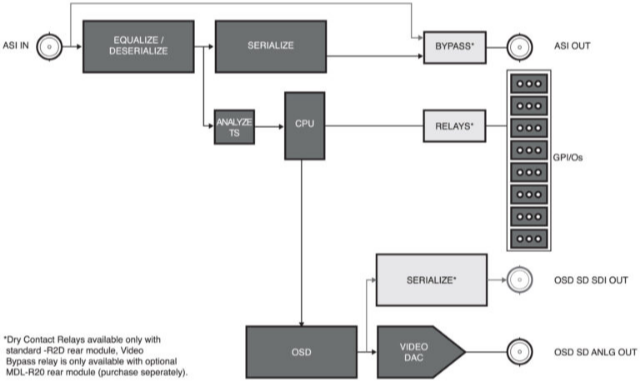 ASI IN
EQUALIZE /
DESERIALIZE
SERIALIZE
BYPASS*
ASI OUT
ANALYZE
TS
CPU
RELAYS*
GPI/Os
SERIALIZE*
OSD SD SDI OUT
OSD
VIDEO
DAC
OSD SD ANLG OUT
*Dry Contact Relays available only with
standard -R2D rear module, Video
Bypass relay is only available with optional
MDL-R20 rear module (purchase seperately).